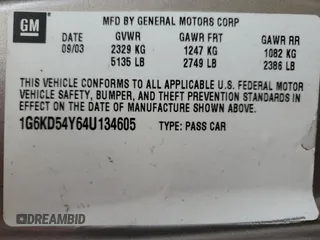 GM
MFD BY GENERAL MOTORS CORP
DATE GVWR GAWR FRT GAWR RR
09/03 2329 KG 1247 KG 1082 KG
5135 LB 2749 LB 2386 LB
THIS VEHICLE CONFORMS TO ALL APPLICABLE U.S. FEDERAL MOTOR
VEHICLE SAFETY, BUMPER, AND THEFT PREVENTION STANDARDS IN
EFFECT ON THE DATE OF MANUFACTURE SHOWN ABOVE.
1G6KD54Y64U134605 TYPE: PASS CAR
DREAMBID